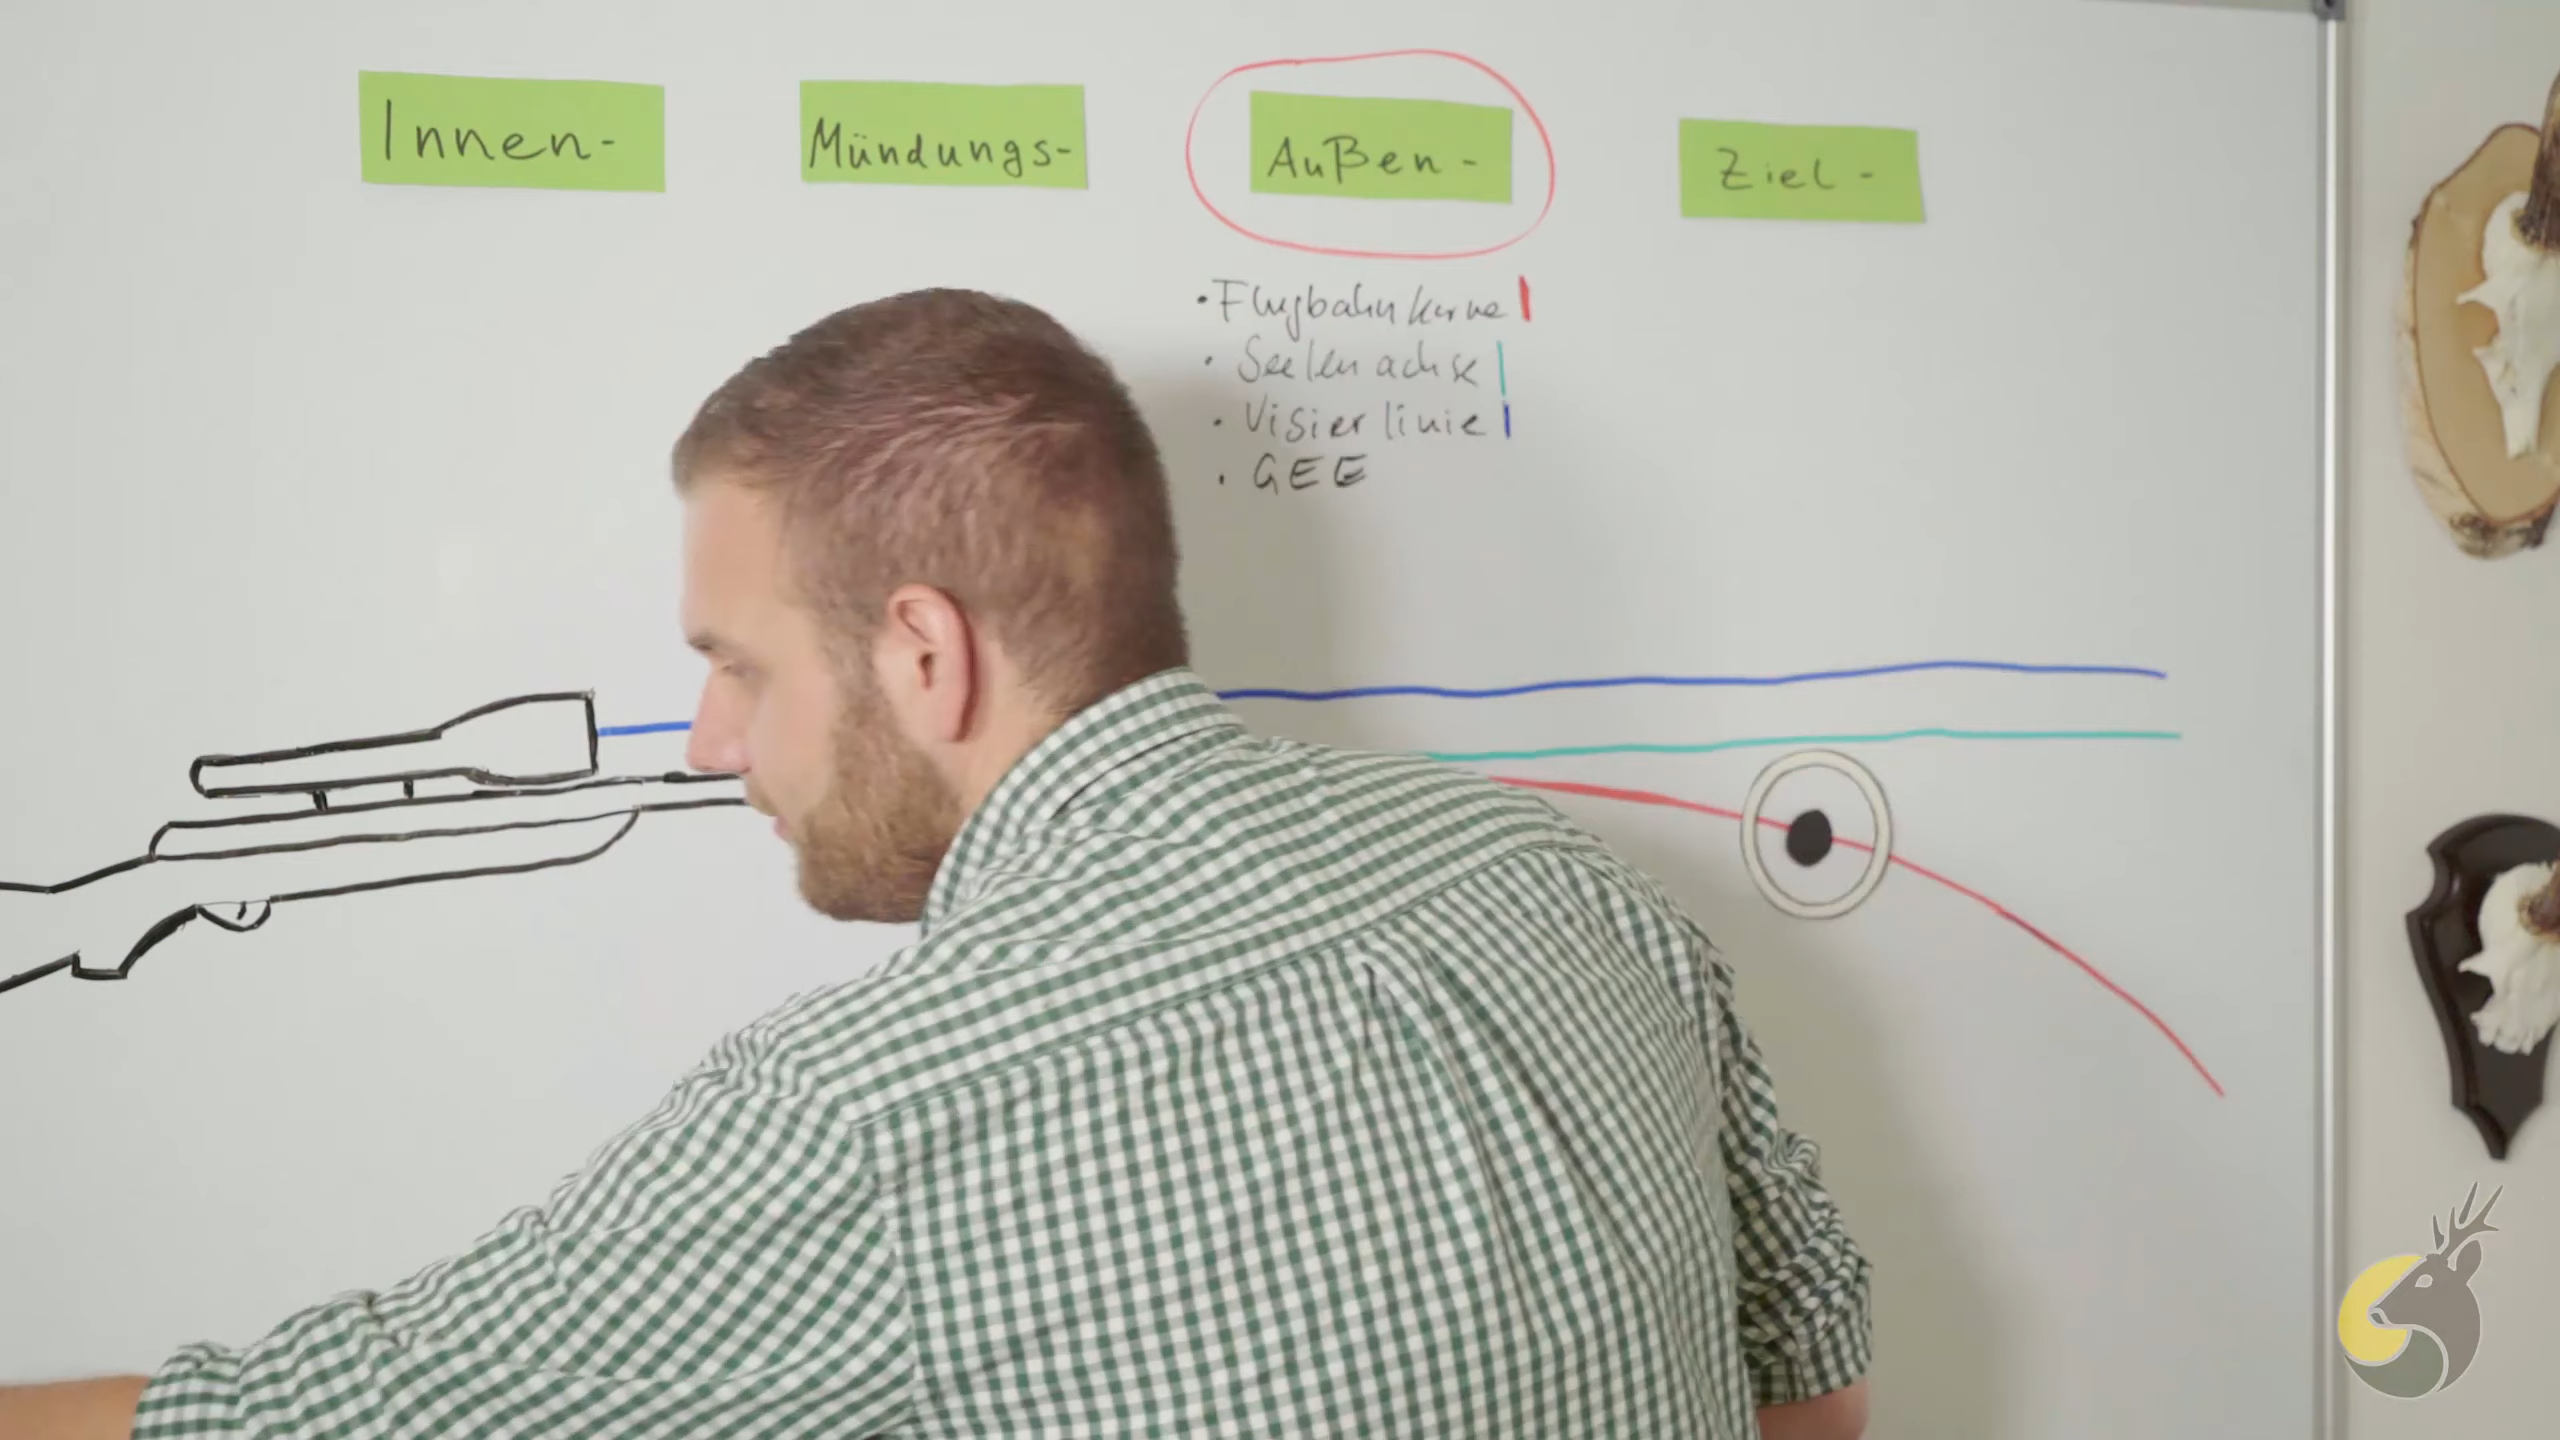 Innen-
Mündungs-
Außen-
Ziel-
• Flugbahnkurve
• Seelenachse
• Visierlinie
• GEE